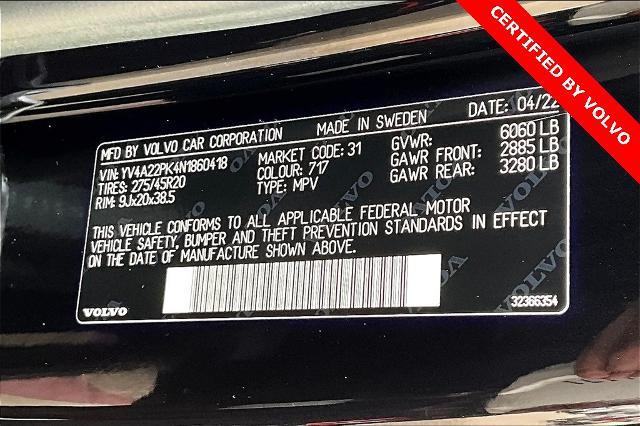 CERTIFIED BY VOLVO
MFD BY VOLVO CAR CORPORATION MADE IN SWEDEN DATE: 04/22
VIN: YV4A22PK4N1860418 MARKET CODE: 31 GVWR: 6060 LB
TIRES: 275/45R20 COLOUR: 717 GAWR FRONT: 2885 LB
RIM: 9Jx20x38.5 TYPE: MPV GAWR REAR: 3280 LB
THIS VEHICLE CONFORMS TO ALL APPLICABLE FEDERAL MOTOR
VEHICLE SAFETY, BUMPER AND THEFT PREVENTION STANDARDS IN EFFECT
ON THE DATE OF MANUFACTURE SHOWN ABOVE.
VOLVO 32366354